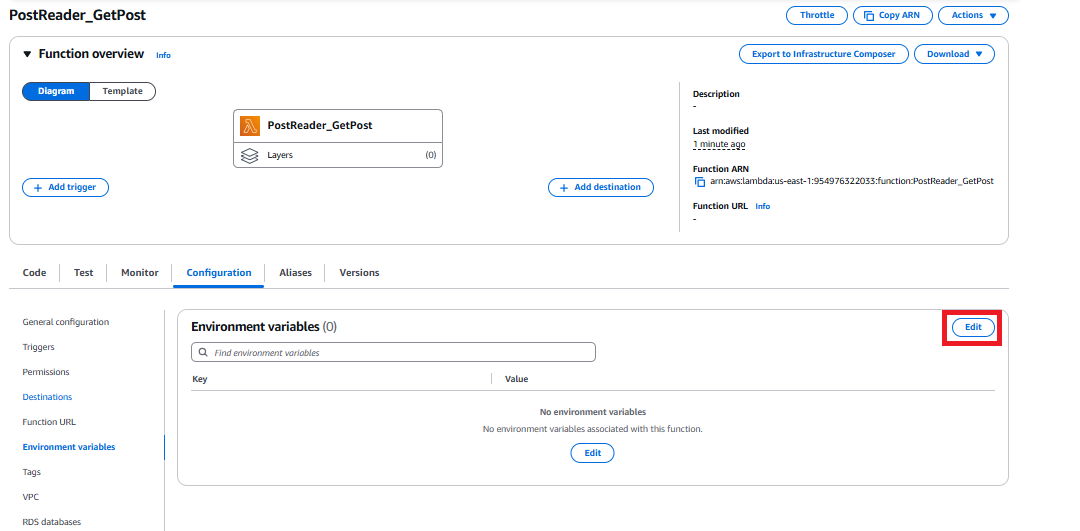 PostReader_GetPost
Throttle
Copy ARN
Actions
Function overview
Info
Export to Infrastructure Composer
Download
Diagram
Template
PostReader_GetPost
Layers
(0)
Add trigger
Add destination
Description
-
Last modified
1 minute ago
Function ARN
arn:aws:lambda:us-east-1:954976322033:function:PostReader_GetPost
Function URL
Info
-
Code
Test
Monitor
Configuration
Aliases
Versions
General configuration
Triggers
Permissions
Destinations
Function URL
Environment variables
Tags
VPC
RDS databases
Environment variables (0)
Edit
Find environment variables
Key
Value
No environment variables
No environment variables associated with this function.
Edit